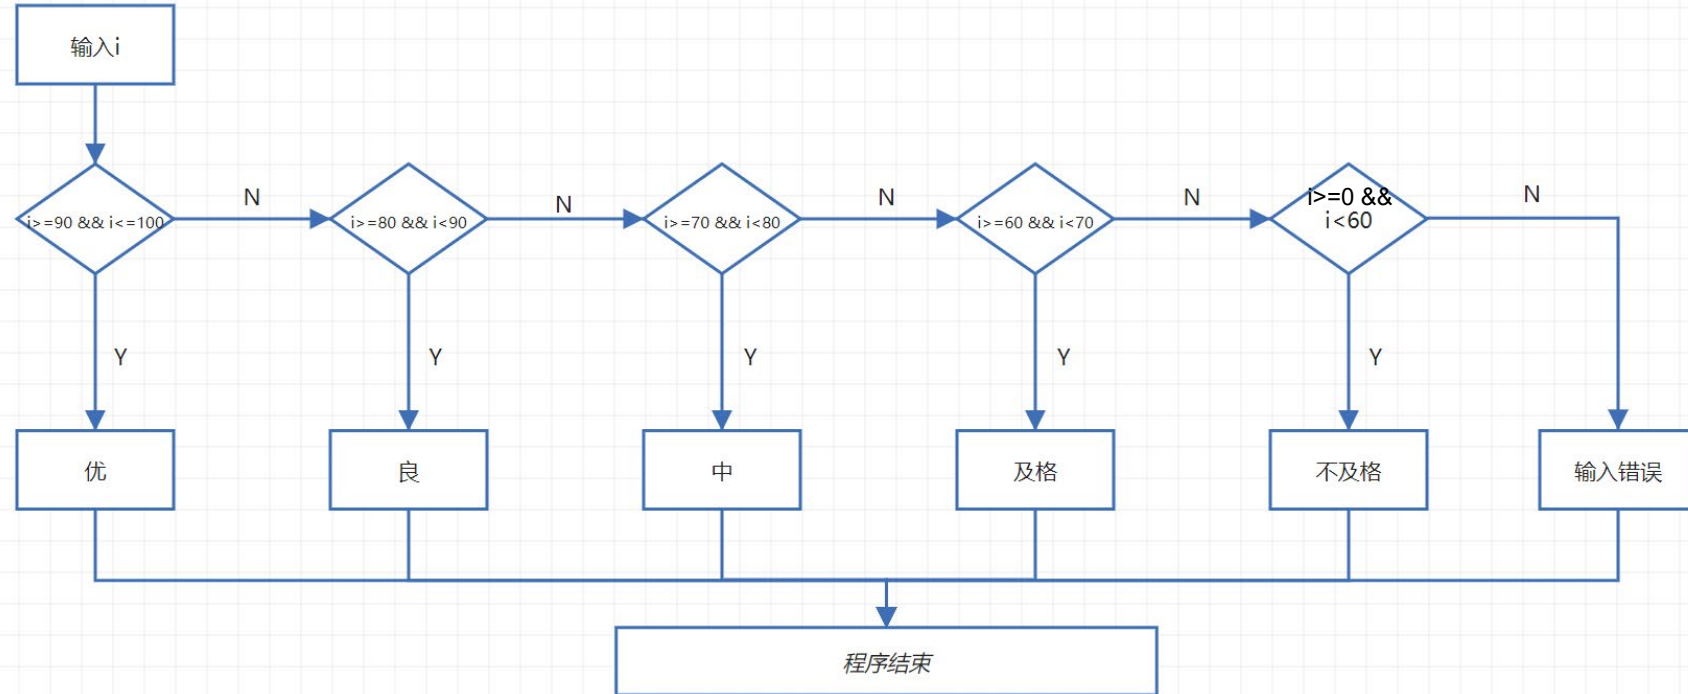 输入i
N
N
N
N
N
i>=90 && i<=100
i>=80 && i<90
i>=70 && i<80
i>=60 && i<70
i>=0 &&
i<60
Y
Y
Y
Y
Y
优
良
中
及格
不及格
输入错误
程序结束